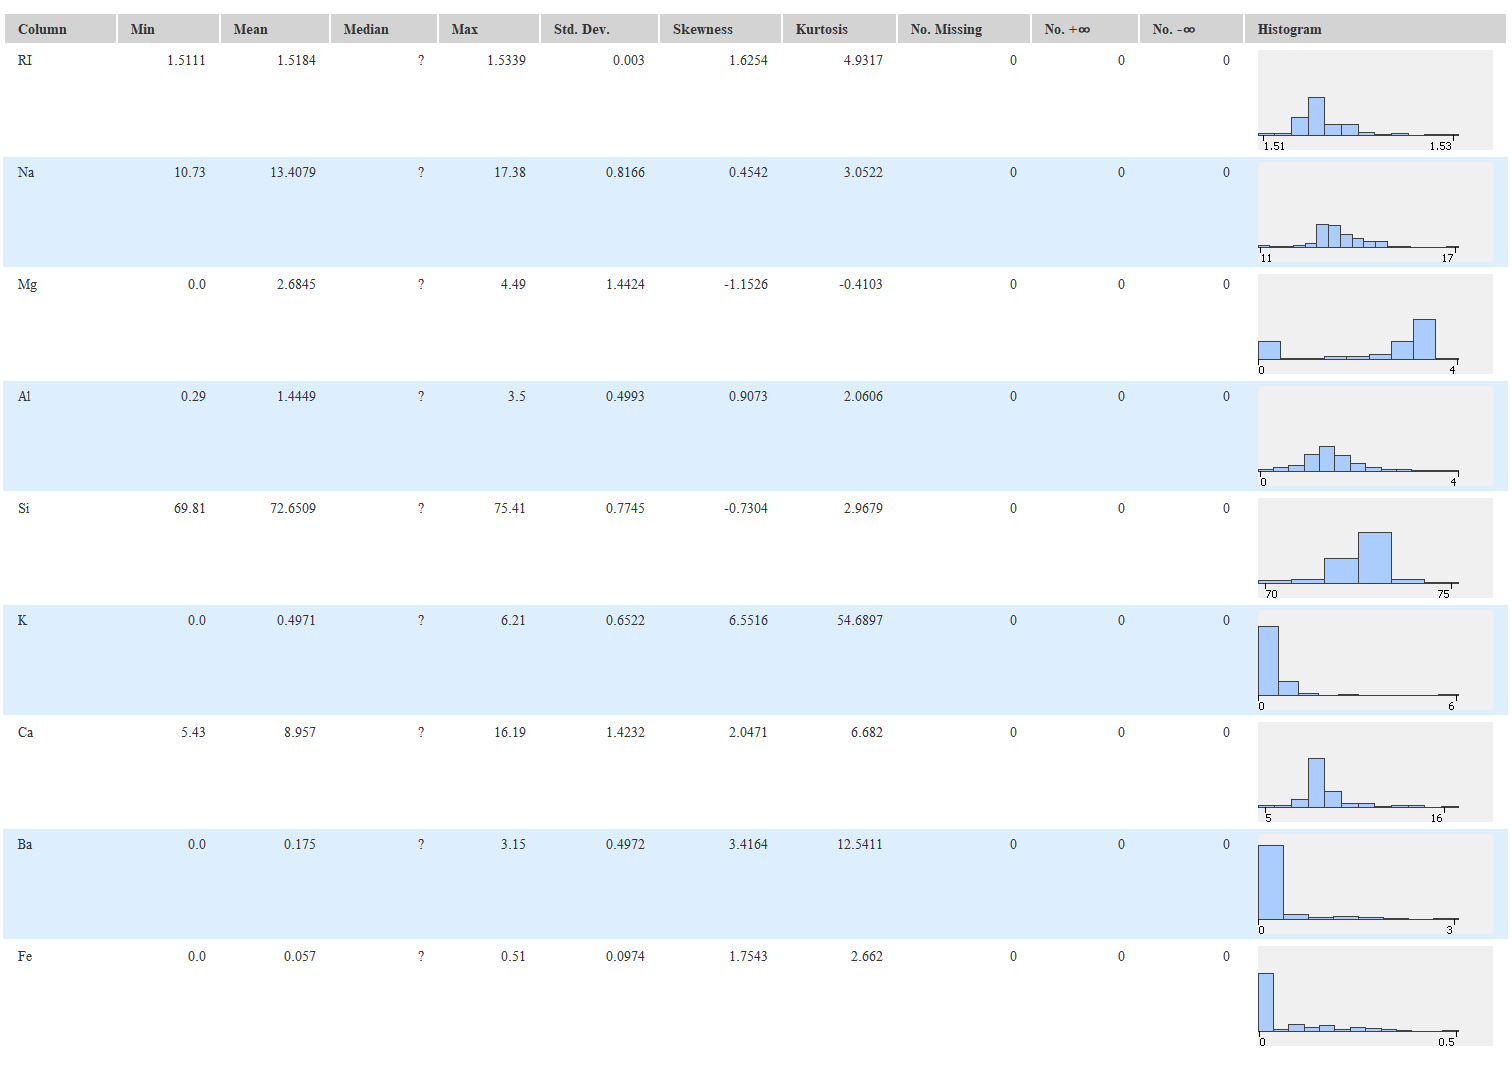 Column Min Mean Median Max Std. Dev. Skewness Kurtosis No. Missing No. +∞ No. -∞ Histogram
RI 1.5111 1.5184 ? 1.5339 0.003 1.6254 4.9317 0 0 0
1.51 1.53
Na 10.73 13.4079 ? 17.38 0.8166 0.4542 3.0522 0 0 0
11 17
Mg 0.0 2.6845 ? 4.49 1.4424 -1.1526 -0.4103 0 0 0
0 4
Al 0.29 1.4449 ? 3.5 0.4993 0.9073 2.0606 0 0 0
0 4
Si 69.81 72.6509 ? 75.41 0.7745 -0.7304 2.9679 0 0 0
70 75
K 0.0 0.4971 ? 6.21 0.6522 6.5516 54.6897 0 0 0
0 6
Ca 5.43 8.957 ? 16.19 1.4232 2.0471 6.682 0 0 0
5 16
Ba 0.0 0.175 ? 3.15 0.4972 3.4164 12.5411 0 0 0
0 3
Fe 0.0 0.057 ? 0.51 0.0974 1.7543 2.662 0 0 0
0 0.5